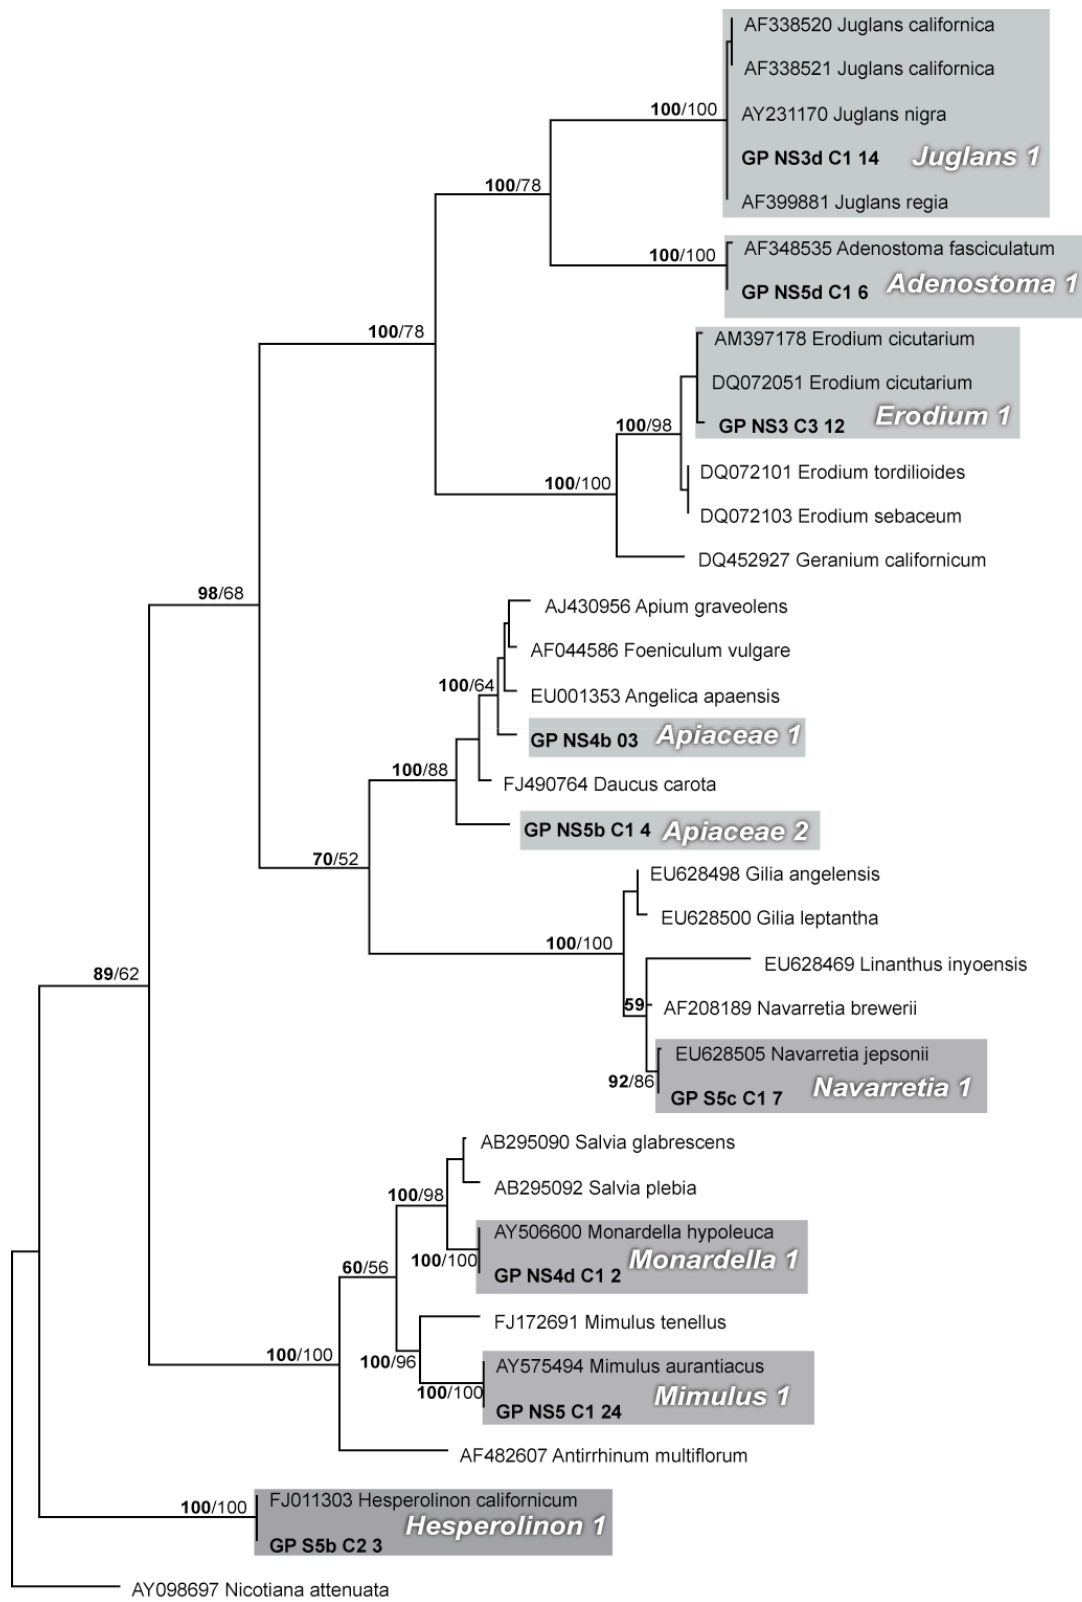 AF338520 Juglans californica
AF338521 Juglans californica
100/100
AY231170 Juglans nigra
GP NS3d C1 14 Juglans 1
100/78
AF399881 Juglans regia
100/100
AF348535 Adenostoma fasciculatum
GP NS5d C1 6 Adenostoma 1
100/78
AM397178 Erodium cicutarium
DQ072051 Erodium cicutarium
100/98
GP NS3 C3 12 Erodium 1
DQ072101 Erodium tordilioides
100/100
DQ072103 Erodium sebaceum
DQ452927 Geranium californicum
98/68
AJ430956 Apium graveolens
AF044586 Foeniculum vulgare
100/64
EU001353 Angelica apaensis
GP NS4b 03 Apiaceae 1
100/88
FJ490764 Daucus carota
GP NS5b C1 4 Apiaceae 2
70/52
EU628498 Gilia angelensis
EU628500 Gilia leptantha
100/100
EU628469 Linanthus inyoensis
89/62
59
AF208189 Navarretia brewerii
EU628505 Navarretia jepsonii
92/86
GP S5c C1 7 Navarretia 1
AB295090 Salvia glabrescens
AB295092 Salvia plebia
100/98
AY506600 Monardella hypoleuca
100/100
GP NS4d C1 2 Monardella 1
60/56
FJ172691 Mimulus tenellus
100/100
100/96
AY575494 Mimulus aurantiacus
100/100
GP NS5 C1 24 Mimulus 1
AF482607 Antirrhinum multiflorum
100/100
FJ011303 Hesperolinon californicum
GP S5b C2 3 Hesperolinon 1
AY098697 Nicotiana attenuata